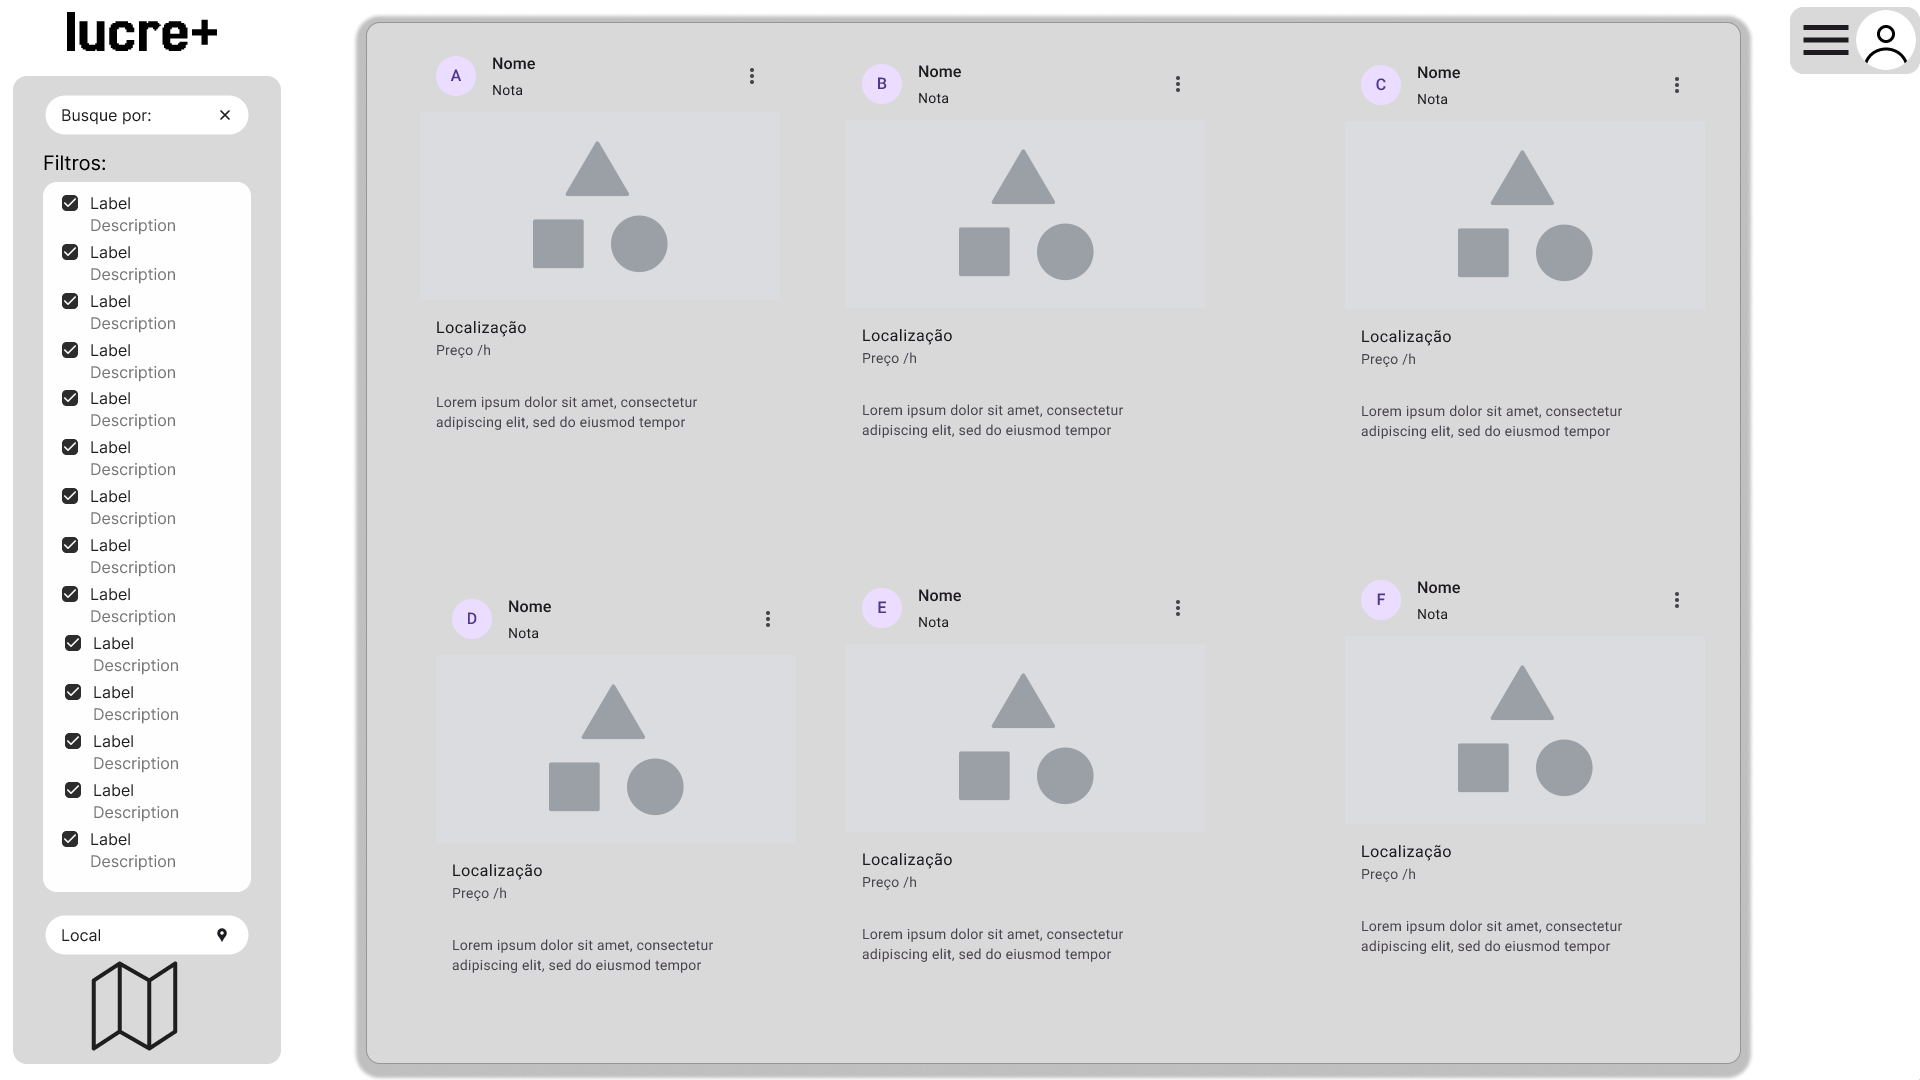 lucre+
Busque por:
Filtros:
Label
Description
Label
Description
Label
Description
Label
Description
Label
Description
Label
Description
Label
Description
Label
Description
Label
Description
Label
Description
Label
Description
Label
Description
Label
Description
Label
Description
Local
A
Nome
Nota
Localização
Preço /h
Lorem ipsum dolor sit amet, consectetur
adipiscing elit, sed do eiusmod tempor
B
Nome
Nota
Localização
Preço /h
Lorem ipsum dolor sit amet, consectetur
adipiscing elit, sed do eiusmod tempor
C
Nome
Nota
Localização
Preço /h
Lorem ipsum dolor sit amet, consectetur
adipiscing elit, sed do eiusmod tempor
D
Nome
Nota
Localização
Preço /h
Lorem ipsum dolor sit amet, consectetur
adipiscing elit, sed do eiusmod tempor
E
Nome
Nota
Localização
Preço /h
Lorem ipsum dolor sit amet, consectetur
adipiscing elit, sed do eiusmod tempor
F
Nome
Nota
Localização
Preço /h
Lorem ipsum dolor sit amet, consectetur
adipiscing elit, sed do eiusmod tempor